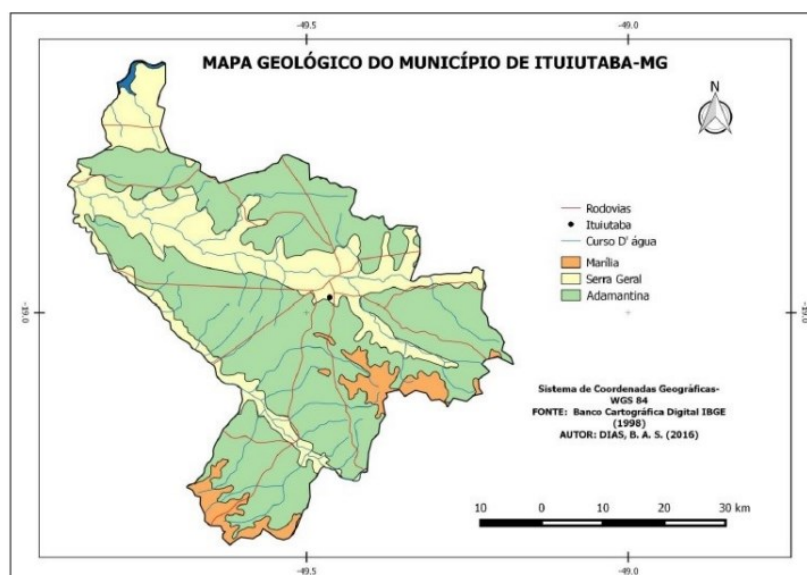 -49.5
-49.0
MAPA GEOLÓGICO DO MUNICÍPIO DE ITUIUTABA-MG
N
Rodovias
Ituiutaba
Curso D' água
Marília
Serra Geral
Adamantina
-19.0
-19.0
Sistema de Coordenadas Geográficas-
WGS 84
FONTE: Banco Cartográfica Digital IBGE
(1998)
AUTOR: DIAS, B. A. S. (2016)
10 0 10 20 30 km
-49.5
-49.0